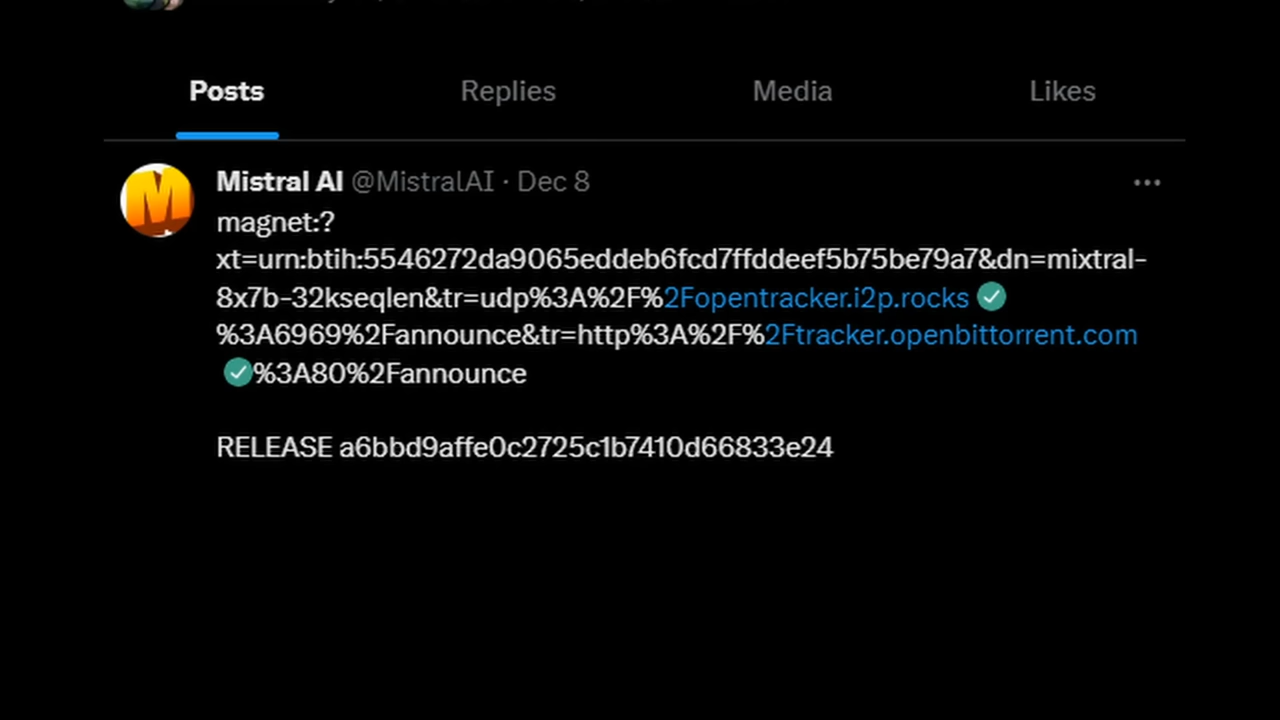 Posts Replies Media Likes
Mistral AI @MistralAI · Dec 8
magnet:?
xt=urn:btih:5546272da9065eddeb6fcd7ffddeef5b75be79a7&dn=mixtral-
8x7b-32kseqlen&tr=udp%3A%2F%2Fopentracker.i2p.rocks
%3A6969%2Fannounce&tr=http%3A%2F%2Ftracker.openbittorrent.com
%3A80%2Fannounce
RELEASE a6bbd9affe0c2725c1b7410d66833e24